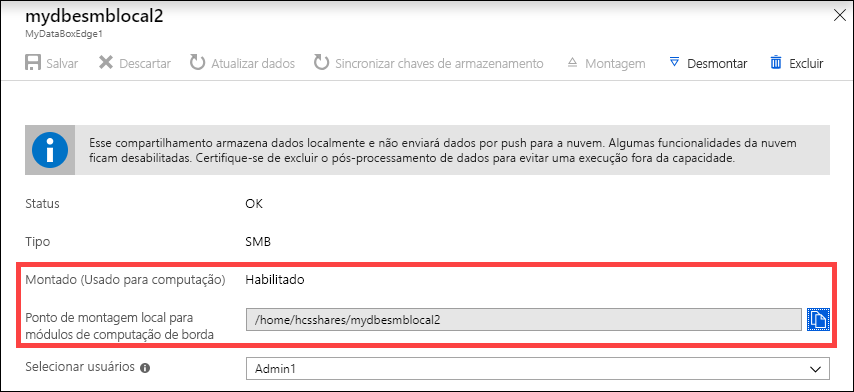 mydbesmblocal2
MyDataBoxEdge1
Salvar Descartar Atualizar dados Sincronizar chaves de armazenamento Montagem Desmontar Excluir
Esse compartilhamento armazena dados localmente e não enviará dados por push para a nuvem. Algumas funcionalidades da nuvem
ficam desabilitadas. Certifique-se de excluir o pós-processamento de dados para evitar uma execução fora da capacidade.
Status OK
Tipo SMB
Montado (Usado para computação) Habilitado
Ponto de montagem local para
módulos de computação de borda
/home/hcsshares/mydbesmblocal2
Selecionar usuários Admin1